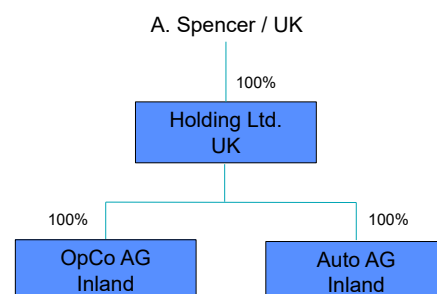 A. Spencer / UK
100%
Holding Ltd.
UK
100%
100%
OpCo AG
Inland
Auto AG
Inland